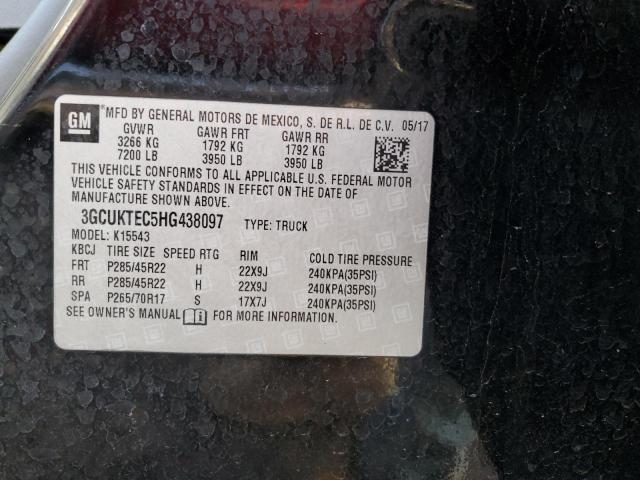 GM
MFD BY GENERAL MOTORS DE MEXICO, S. DE R.L. DE C.V. 05/17
GVWR GAWR FRT GAWR RR
3266 KG 1792 KG 1792 KG
7200 LB 3950 LB 3950 LB
THIS VEHICLE CONFORMS TO ALL APPLICABLE U.S. FEDERAL MOTOR
VEHICLE SAFETY STANDARDS IN EFFECT ON THE DATE OF
MANUFACTURE SHOWN ABOVE.
3GCUKTEC5HG438097 TYPE: TRUCK
MODEL: K15543
KBCJ TIRE SIZE SPEED RTG RIM COLD TIRE PRESSURE
FRT P285/45R22 H 22X9J 240KPA(35PSI)
RR P285/45R22 H 22X9J 240KPA(35PSI)
SPA P265/70R17 S 17X7J 240KPA(35PSI)
SEE OWNER'S MANUAL FOR MORE INFORMATION.